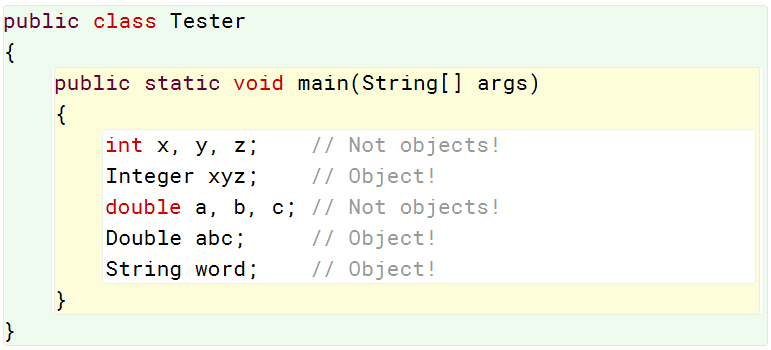 public class Tester
{
public static void main(String[] args)
{
int x, y, z;    // Not objects!
Integer xyz;    // Object!
double a, b, c; // Not objects!
Double abc;     // Object!
String word;    // Object!
}
}